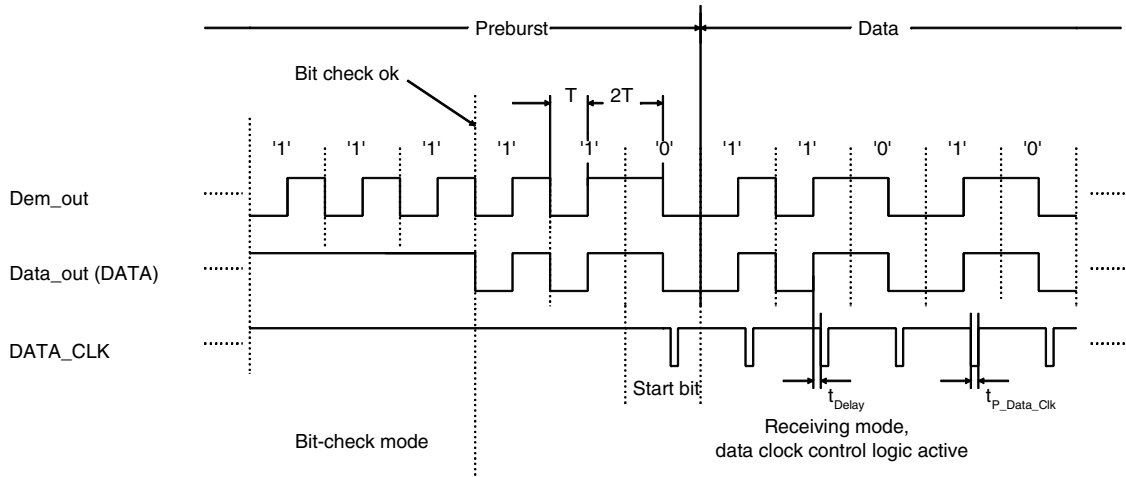 Preburst Data
Bit check ok
T 2T
'1' '1' '1' '1' '1' '0' '1' '1' '0' '1' '0'
Dem_out
Data_out (DATA)
DATA_CLK
Start bit
tDelay
tP_Data_Clk
Bit-check mode
Receiving mode,
data clock control logic active